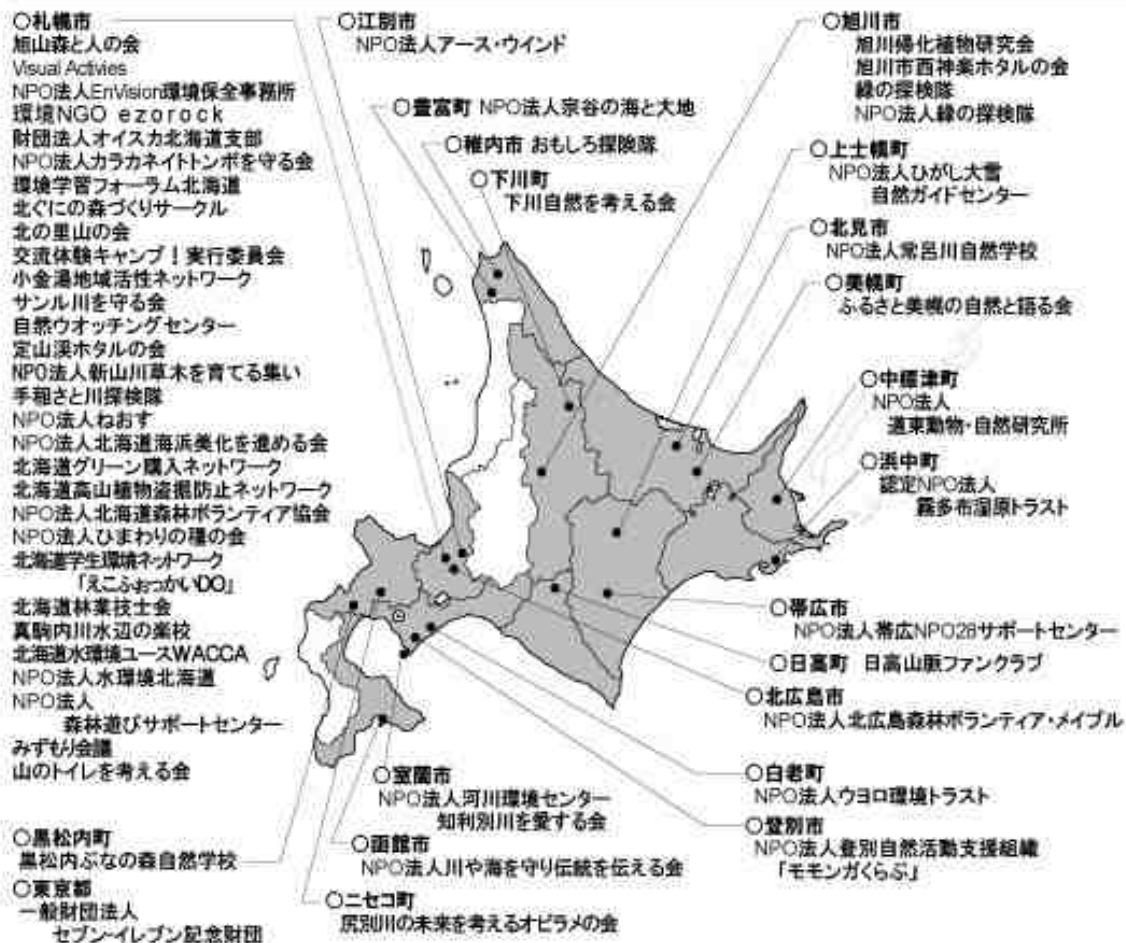 ○札幌市
旭山森と人の会
Visual Activies
NPO法人EnVision環境保全事務所
環境NGO ezorock
財団法人オイスカ北海道支部
NPO法人カラカネイトトンボを守る会
環境学習フォーラム北海道
北ぐにの森づくりサークル
北の里山の会
交流体験キャンプ！実行委員会
小金湯地域活性ネットワーク
サンル川を守る会
自然ウオッチングセンター
定山渓ホタルの会
NPO法人新山川草木を育てる集い
手稲さと川探検隊
NPO法人ねおす
NPO法人北海道海浜美化を進める会
北海道グリーン購入ネットワーク
北海道高山植物盗掘防止ネットワーク
NPO法人北海道森林ボランティア協会
NPO法人ひまわりの種の会
北海道学生環境ネットワーク
「えこふぉっかいDO」
北海道林業技士会
真駒内川水辺の楽校
北海道水環境ユースWACCA
NPO法人水環境北海道
NPO法人
森林遊びサポートセンター
みずもり会議
山のトイレを考える会
○黒松内町
黒松内ぶなの森自然学校
○東京都
一般財団法人
セブン-イレブン記念財団
○江別市
NPO法人アース・ウインド
○豊富町 NPO法人宗谷の海と大地
○稚内市 おもしろ探険隊
○下川町
下川自然を考える会
○旭川市
旭川帰化植物研究会
旭川市西神楽ホタルの会
緑の探検隊
NPO法人緑の探検隊
○上士幌町
NPO法人ひがし大雪
自然ガイドセンター
○北見市
NPO法人常呂川自然学校
○美幌町
ふるさと美幌の自然と語る会
○中標津町
NPO法人
道東動物・自然研究所
○浜中町
認定NPO法人
霧多布湿原トラスト
○帯広市
NPO法人帯広NPO28サポートセンター
○日高町 日高山脈ファンクラブ
○北広島市
NPO法人北広島森林ボランティア・メイプル
○白老町
NPO法人ウヨロ環境トラスト
○登別市
NPO法人登別自然活動支援組織
「モモンガくらぶ」
○室蘭市
NPO法人河川環境センター
知利別川を愛する会
○函館市
NPO法人川や海を守り伝統を伝える会
○ニセコ町
尻別川の未来を考えるオビラメの会